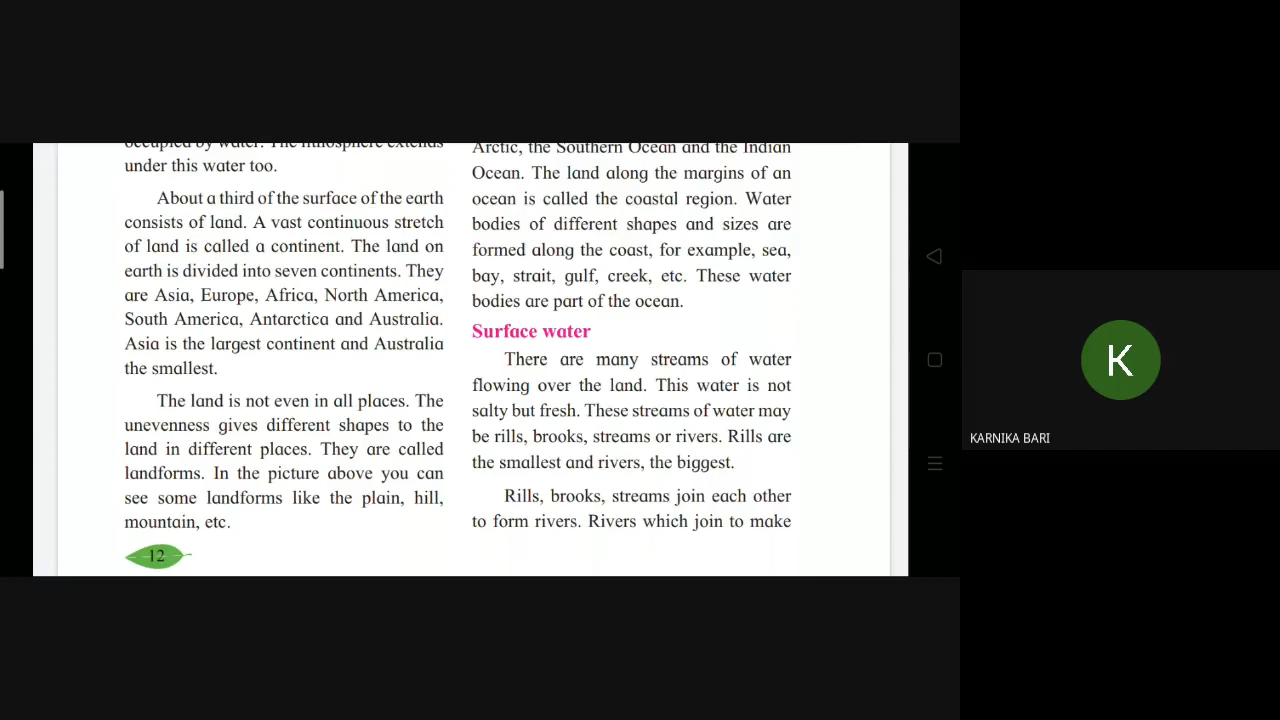 occupied by water. The lithosphere extends
under this water too.
About a third of the surface of the earth
consists of land. A vast continuous stretch
of land is called a continent. The land on
earth is divided into seven continents. They
are Asia, Europe, Africa, North America,
South America, Antarctica and Australia.
Asia is the largest continent and Australia
the smallest.
The land is not even in all places. The
unevenness gives different shapes to the
land in different places. They are called
landforms. In the picture above you can
see some landforms like the plain, hill,
mountain, etc.
12
Arctic, the Southern Ocean and the Indian
Ocean. The land along the margins of an
ocean is called the coastal region. Water
bodies of different shapes and sizes are
formed along the coast, for example, sea,
bay, strait, gulf, creek, etc. These water
bodies are part of the ocean.
Surface water
There are many streams of water
flowing over the land. This water is not
salty but fresh. These streams of water may
be rills, brooks, streams or rivers. Rills are
the smallest and rivers, the biggest.
Rills, brooks, streams join each other
to form rivers. Rivers which join to make
K
KARNIKA BARI